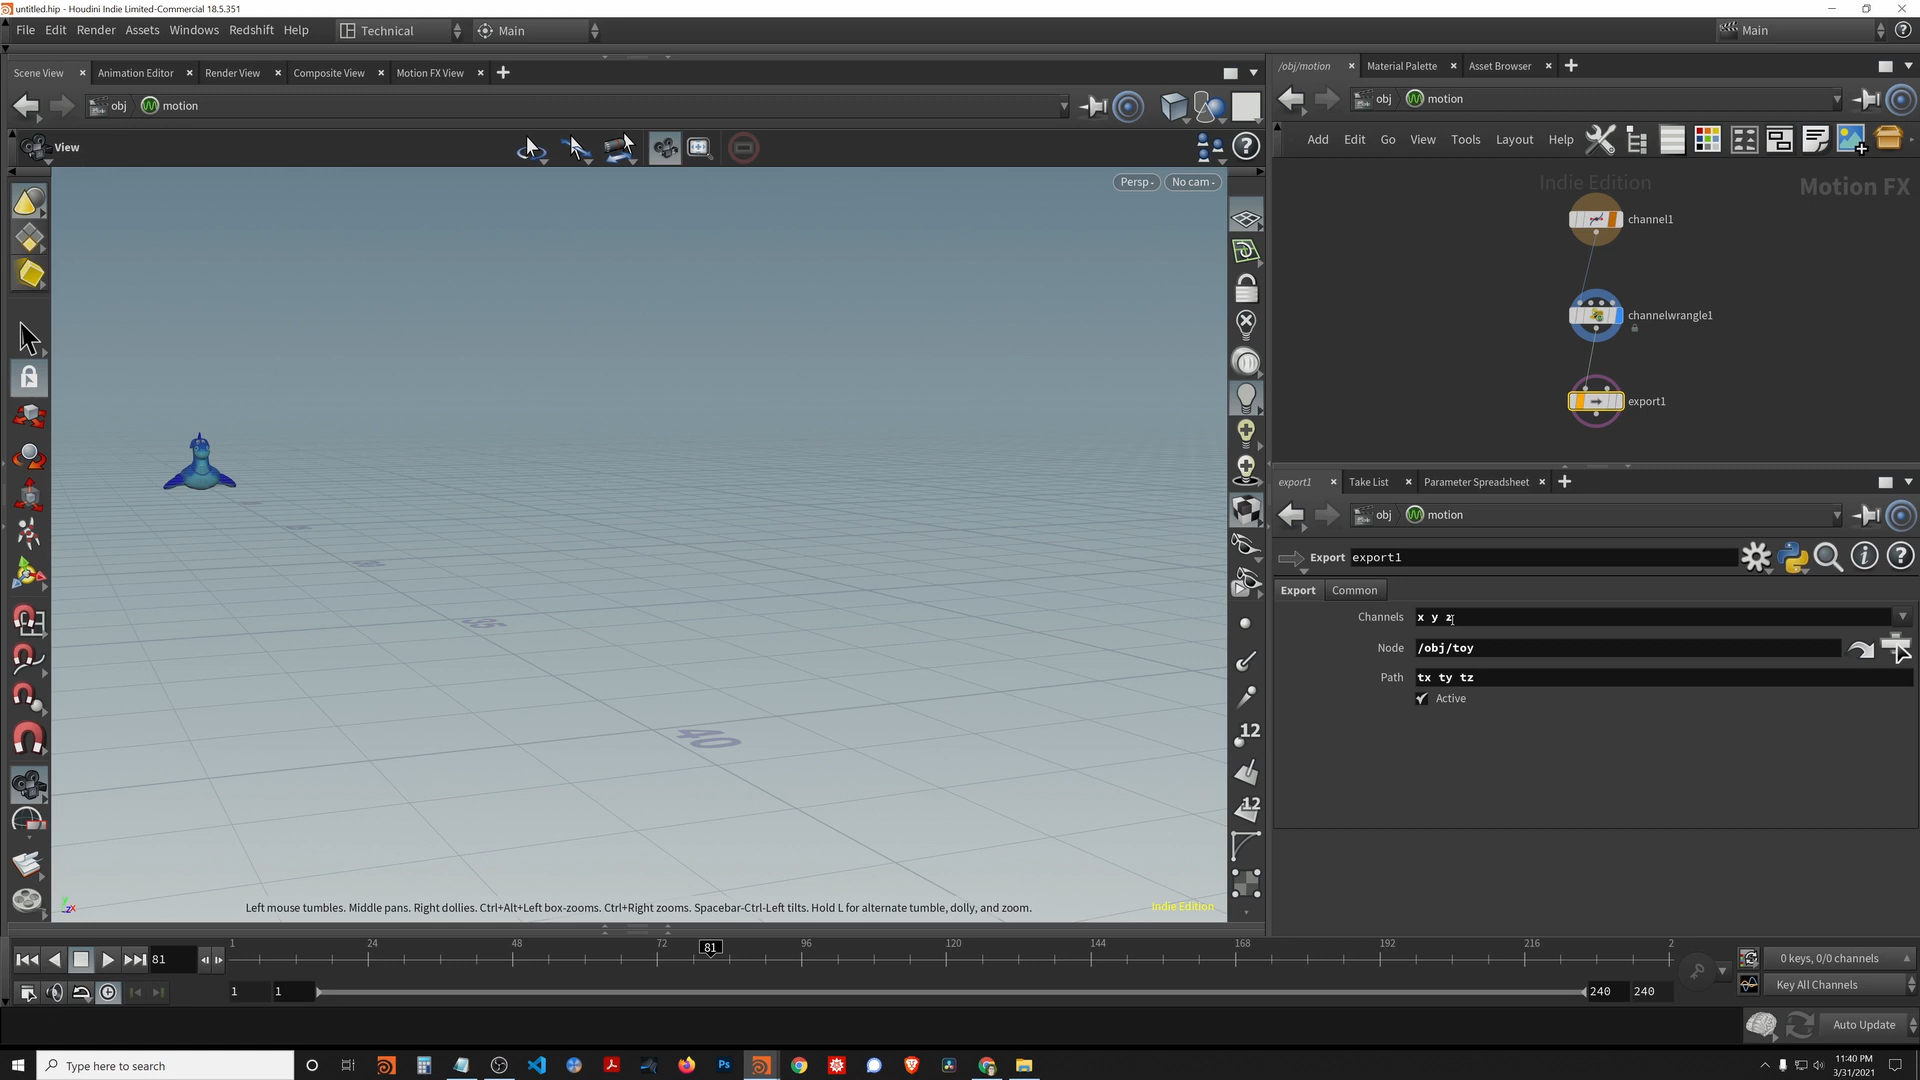 untitled.hip - Houdini Indie Limited-Commercial 18.5.351
File Edit Render Assets Windows Redshift Help
Technical
Main
Main
Scene View
Animation Editor
Render View
Composite View
Motion FX View
/obj/motion
Material Palette
Asset Browser
obj
motion
obj
motion
View
Add Edit Go View Tools Layout Help
Persp
No cam
Indie Edition
Motion FX
channel1
channelwrangle1
export1
export1
Take List
Parameter Spreadsheet
obj
motion
Export export1
Export
Common
Channels x y z
Node /obj/toy
Path tx ty tz
Active
35
40
12
12
Left mouse tumbles. Middle pans. Right dollies. Ctrl+Alt+Left box-zooms. Ctrl+Right zooms. Spacebar-Ctrl-Left tilts. Hold L for alternate tumble, dolly, and zoom.
Indie Edition
81
1 24 48 72 81 96 120 144 168 192 216 2
0 keys, 0/0 channels
1 1 240 240
Key All Channels
Auto Update
Type here to search
Ps
11:40 PM
3/31/2021